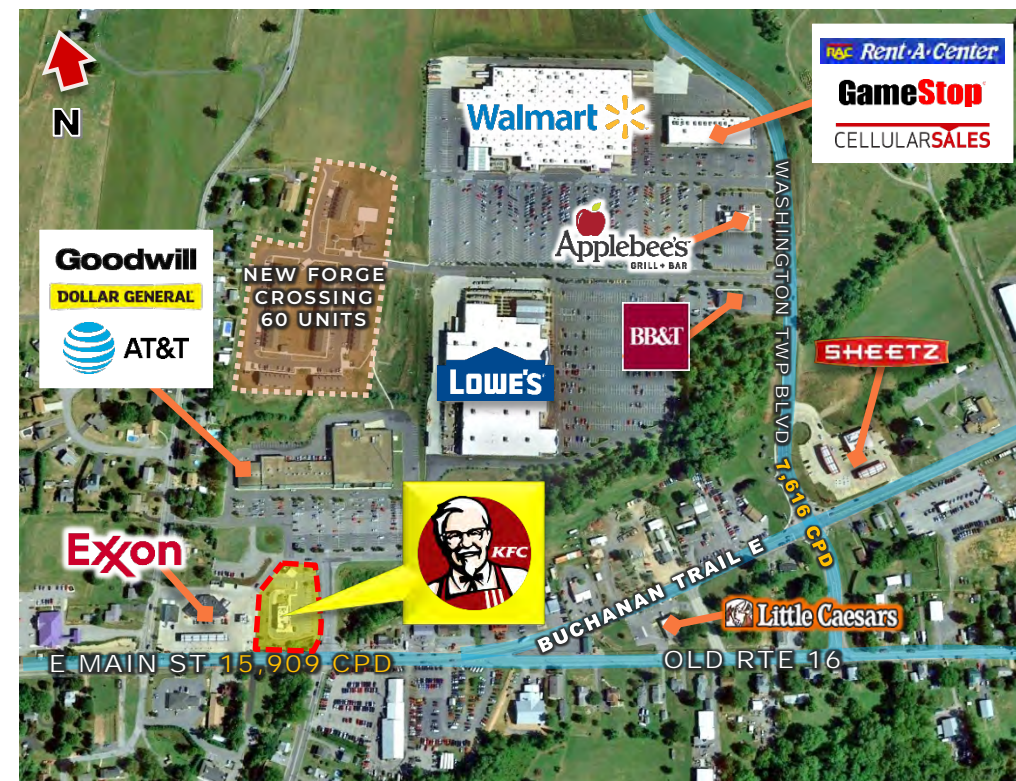 N
RAC Rent-A-Center
GameStop
CELLULARSALES
Walmart
Applebee's
GRILL + BAR
WASHINGTON TWP BLVD 7,616 CPD
Goodwill
DOLLAR GENERAL
AT&T
NEW FORGE
CROSSING
60 UNITS
BB&T
LOWE'S
SHEETZ
KFC
Exxon
BUCHANAN TRAIL E
Little Caesars
E MAIN ST 15,909 CPD
OLD RTE 16